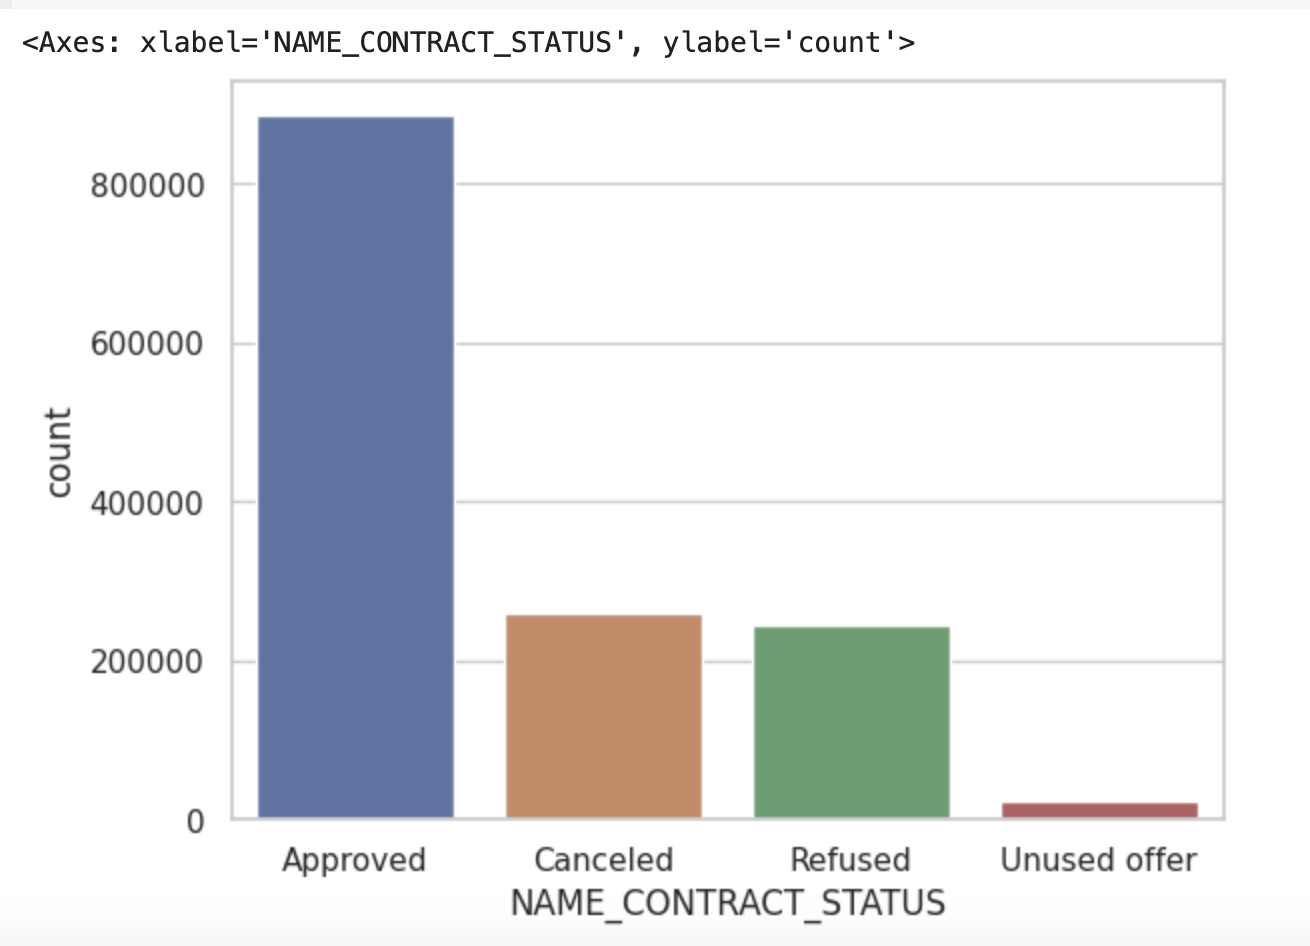 <Axes: xlabel='NAME_CONTRACT_STATUS', ylabel='count'>
800000
600000
400000
200000
0
count
Approved Canceled Refused Unused offer
NAME_CONTRACT_STATUS